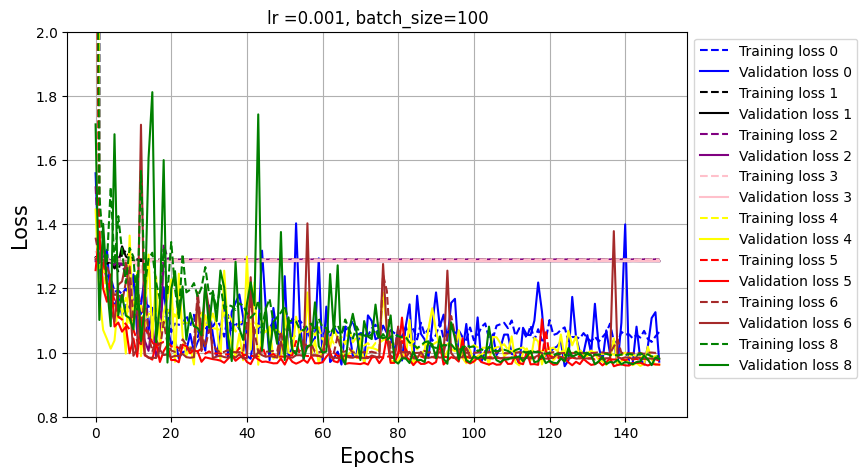 lr =0.001, batch_size=100
Loss
2.0
1.8
1.6
1.4
1.2
1.0
0.8
0 20 40 60 80 100 120 140
Epochs
Training loss 0
Validation loss 0
Training loss 1
Validation loss 1
Training loss 2
Validation loss 2
Training loss 3
Validation loss 3
Training loss 4
Validation loss 4
Training loss 5
Validation loss 5
Training loss 6
Validation loss 6
Training loss 8
Validation loss 8